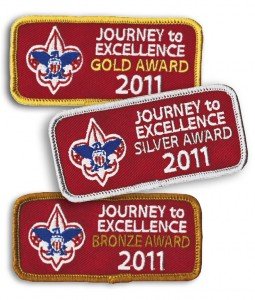 JOURNEY to
EXCELLENCE
GOLD AWARD
2011
JOURNEY to
EXCELLENCE
SILVER AWARD
2011
JOURNEY to
EXCELLENCE
BRONZE AWARD
2011